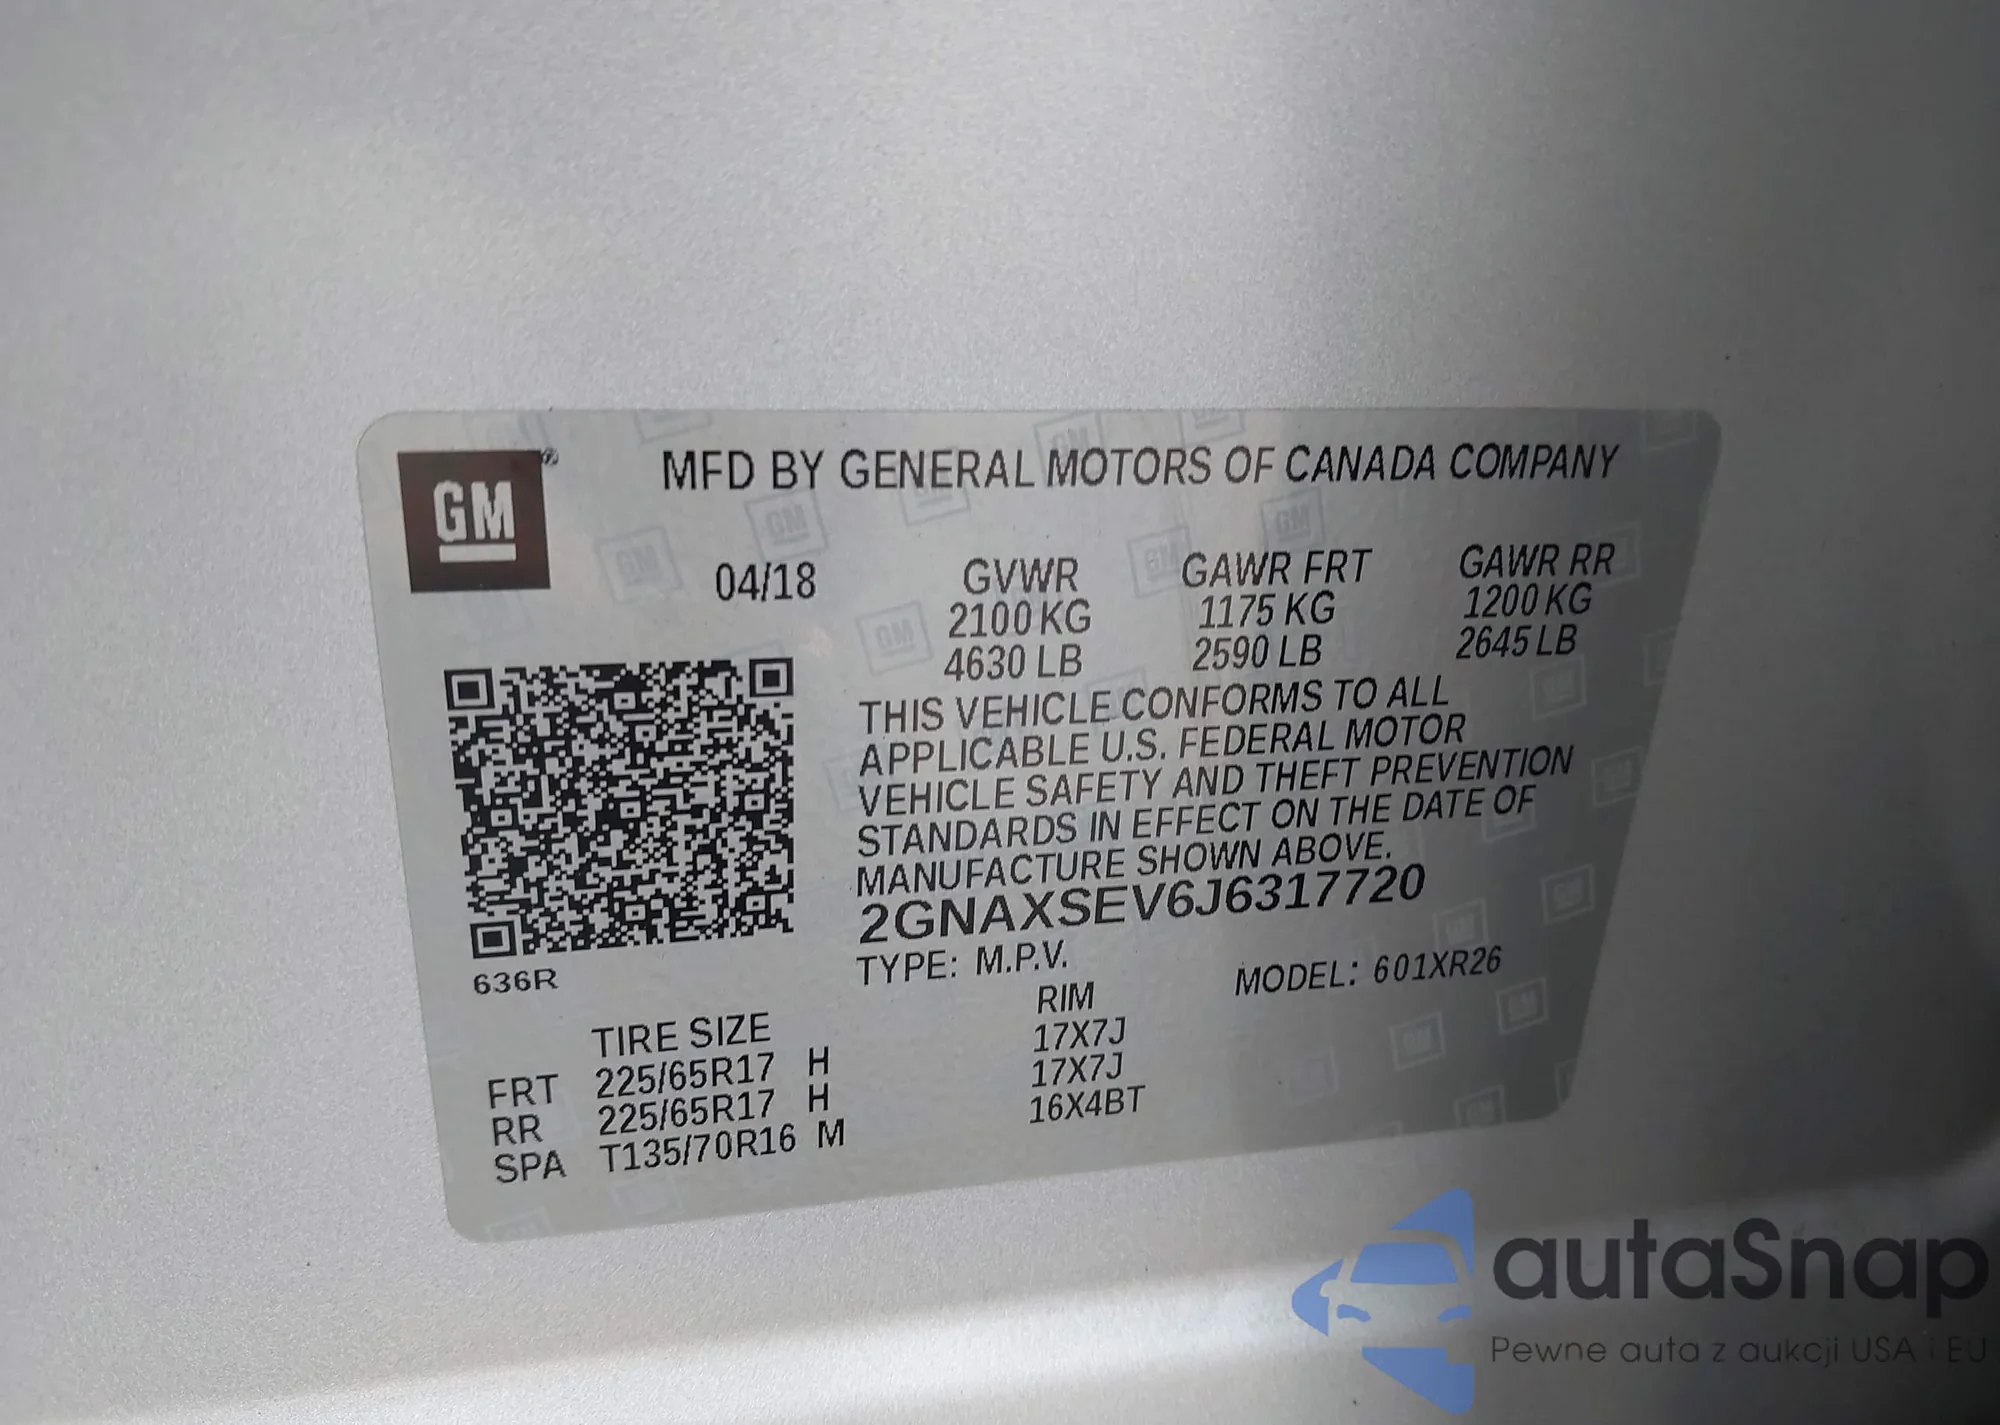 GM
MFD BY GENERAL MOTORS OF CANADA COMPANY
04/18
GVWR
2100 KG
4630 LB
GAWR FRT
1175 KG
2590 LB
GAWR RR
1200 KG
2645 LB
THIS VEHICLE CONFORMS TO ALL
APPLICABLE U.S. FEDERAL MOTOR
VEHICLE SAFETY AND THEFT PREVENTION
STANDARDS IN EFFECT ON THE DATE OF
MANUFACTURE SHOWN ABOVE.
2GNAXSEV6J6317720
TYPE: M.P.V.
MODEL: 601XR26
636R
TIRE SIZE RIM
FRT 225/65R17 H 17X7J
RR 225/65R17 H 17X7J
SPA T135/70R16 M 16X4BT
autaSnap
Pewne auta z aukcji USA i EU